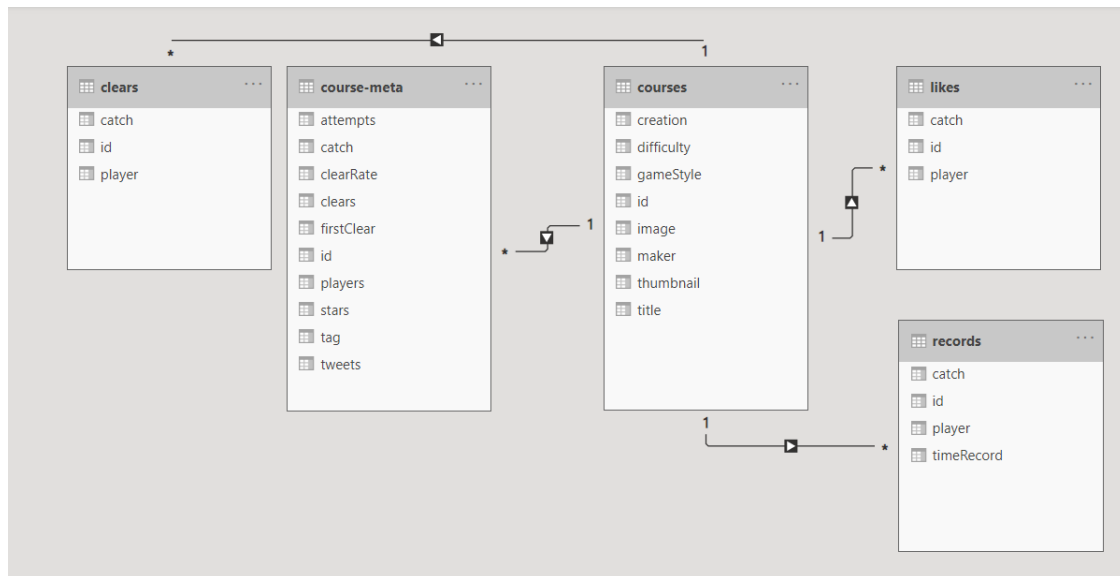 *
1
clears
...
catch
id
player
course-meta
...
attempts
catch
clearRate
clears
firstClear
id
players
stars
tag
tweets
*
1
courses
...
creation
difficulty
gameStyle
id
image
maker
thumbnail
title
1
*
likes
...
catch
id
player
1
*
records
...
catch
id
player
timeRecord